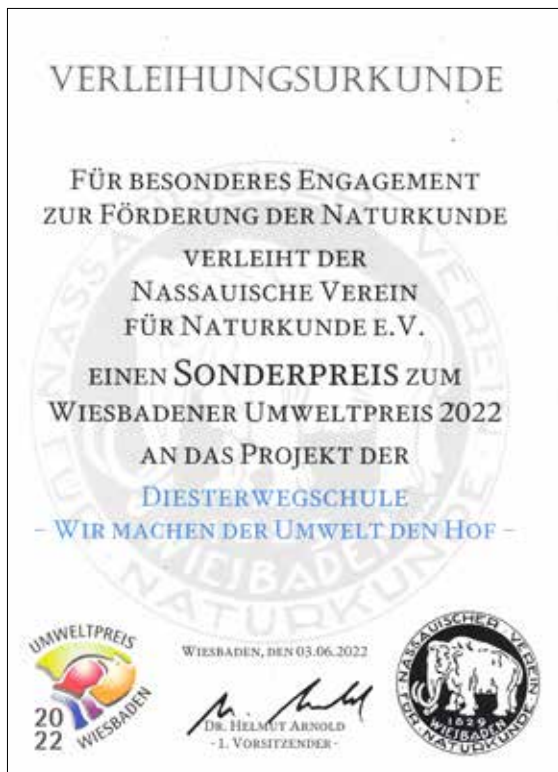 VERLEIHUNGSURKUNDE
FÜR BESONDERES ENGAGEMENT
ZUR FÖRDERUNG DER NATURKUNDE
VERLEIHT DER
NASSAUISCHE VEREIN
FÜR NATURKUNDE E.V.
EINEN SONDERPREIS ZUM
WIESBADENER UMWELTPREIS 2022
AN DAS PROJEKT DER
DIESTERWEGSCHULE
- WIR MACHEN DER UMWELT DEN HOF -
UMWELTPREIS
WIESBADEN
20
22
WIESBADEN, DEN 03.06.2022
DR. HELMUT ARNOLD
- 1. VORSITZENDER -
NASSAUISCHER VEREIN
FÜR NATURKUNDE
1829
WIESBADEN